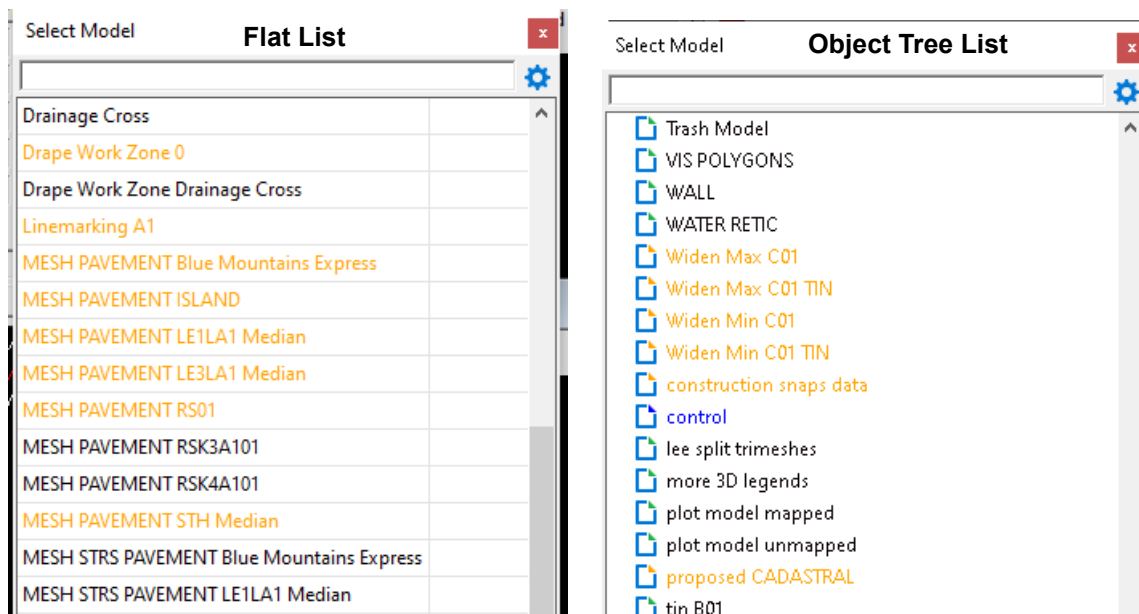 Select Model
Flat List
x
Drainage Cross
Drape Work Zone 0
Drape Work Zone Drainage Cross
Linemarking A1
MESH PAVEMENT Blue Mountains Express
MESH PAVEMENT ISLAND
MESH PAVEMENT LE1LA1 Median
MESH PAVEMENT LE3LA1 Median
MESH PAVEMENT RS01
MESH PAVEMENT RSK3A101
MESH PAVEMENT RSK4A101
MESH PAVEMENT STH Median
MESH STRS PAVEMENT Blue Mountains Express
MESH STRS PAVEMENT LE1LA1 Median
Select Model
Object Tree List
x
Trash Model
VIS POLYGONS
WALL
WATER RETIC
Widen Max C01
Widen Max C01 TIN
Widen Min C01
Widen Min C01 TIN
construction snaps data
control
lee split trimeshes
more 3D legends
plot model mapped
plot model unmapped
proposed CADASTRAL
tin B01